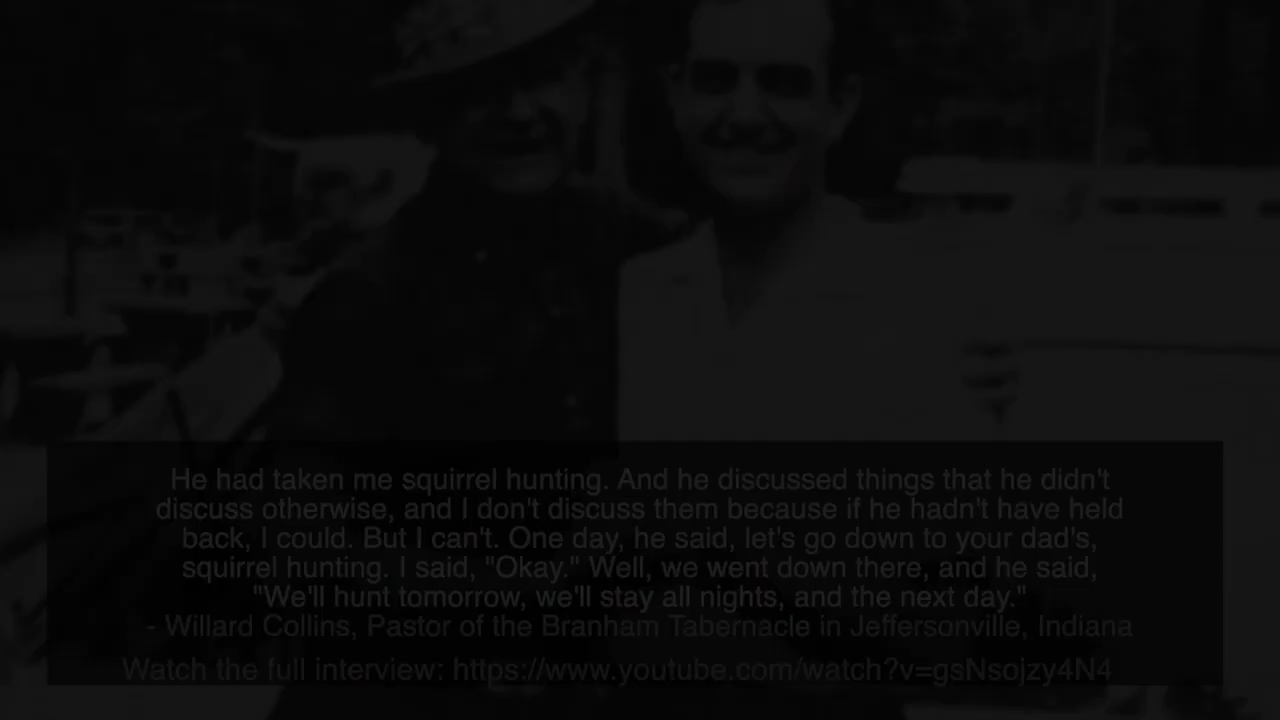 He had taken me squirrel hunting. And he discussed things that he didn't
discuss otherwise, and I don't discuss them because if he hadn't have held
back, I could. But I can't. One day, he said, let's go down to your dad's,
squirrel hunting. I said, "Okay." Well, we went down there, and he said,
"We'll hunt tomorrow, we'll stay all nights, and the next day."
- Willard Collins, Pastor of the Branham Tabernacle in Jeffersonville, Indiana
Watch the full interview: https://www.youtube.com/watch?v=gsNsojzy4N4